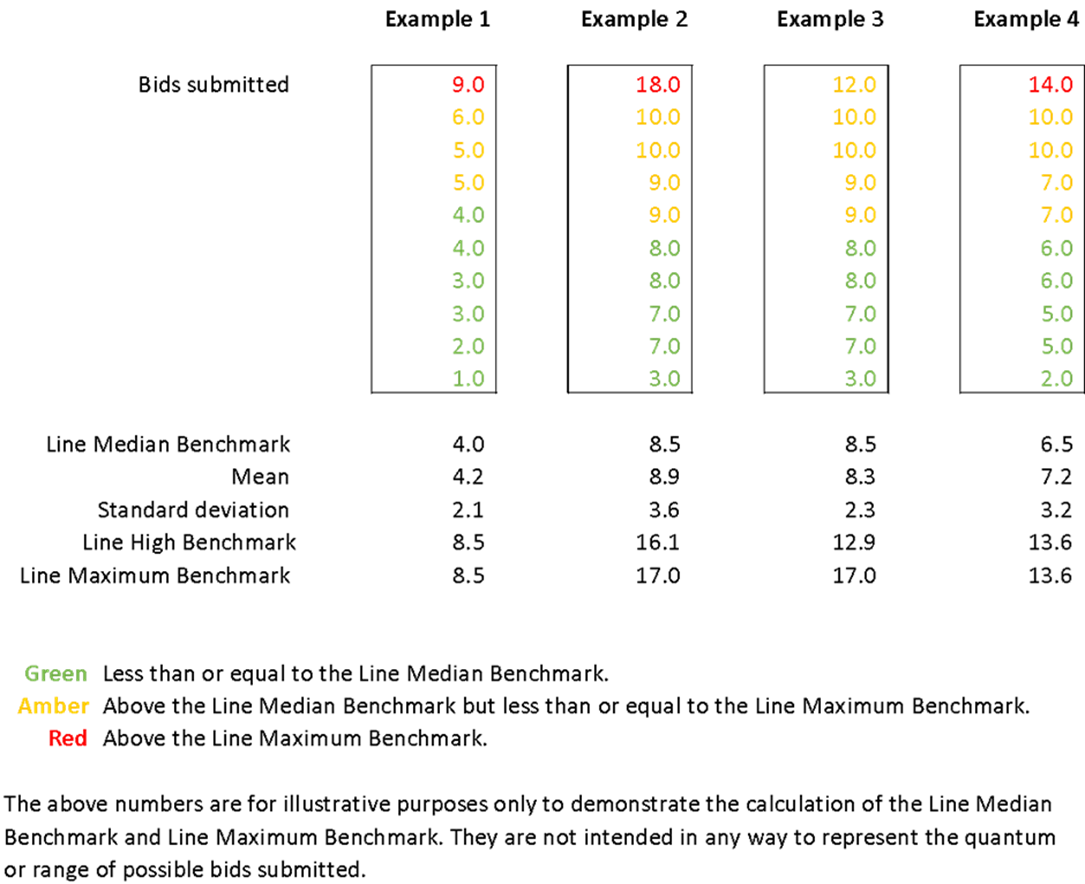 Example 1 Example 2 Example 3 Example 4
Bids submitted 9.0 18.0 12.0 14.0
6.0 10.0 10.0 10.0
5.0 10.0 10.0 10.0
5.0 9.0 9.0 7.0
4.0 9.0 9.0 7.0
4.0 8.0 8.0 6.0
3.0 8.0 8.0 6.0
3.0 7.0 7.0 5.0
2.0 7.0 7.0 5.0
1.0 3.0 3.0 2.0
Line Median Benchmark 4.0 8.5 8.5 6.5
Mean 4.2 8.9 8.3 7.2
Standard deviation 2.1 3.6 2.3 3.2
Line High Benchmark 8.5 16.1 12.9 13.6
Line Maximum Benchmark 8.5 17.0 17.0 13.6
Green Less than or equal to the Line Median Benchmark.
Amber Above the Line Median Benchmark but less than or equal to the Line Maximum Benchmark.
Red Above the Line Maximum Benchmark.
The above numbers are for illustrative purposes only to demonstrate the calculation of the Line Median
Benchmark and Line Maximum Benchmark. They are not intended in any way to represent the quantum
or range of possible bids submitted.